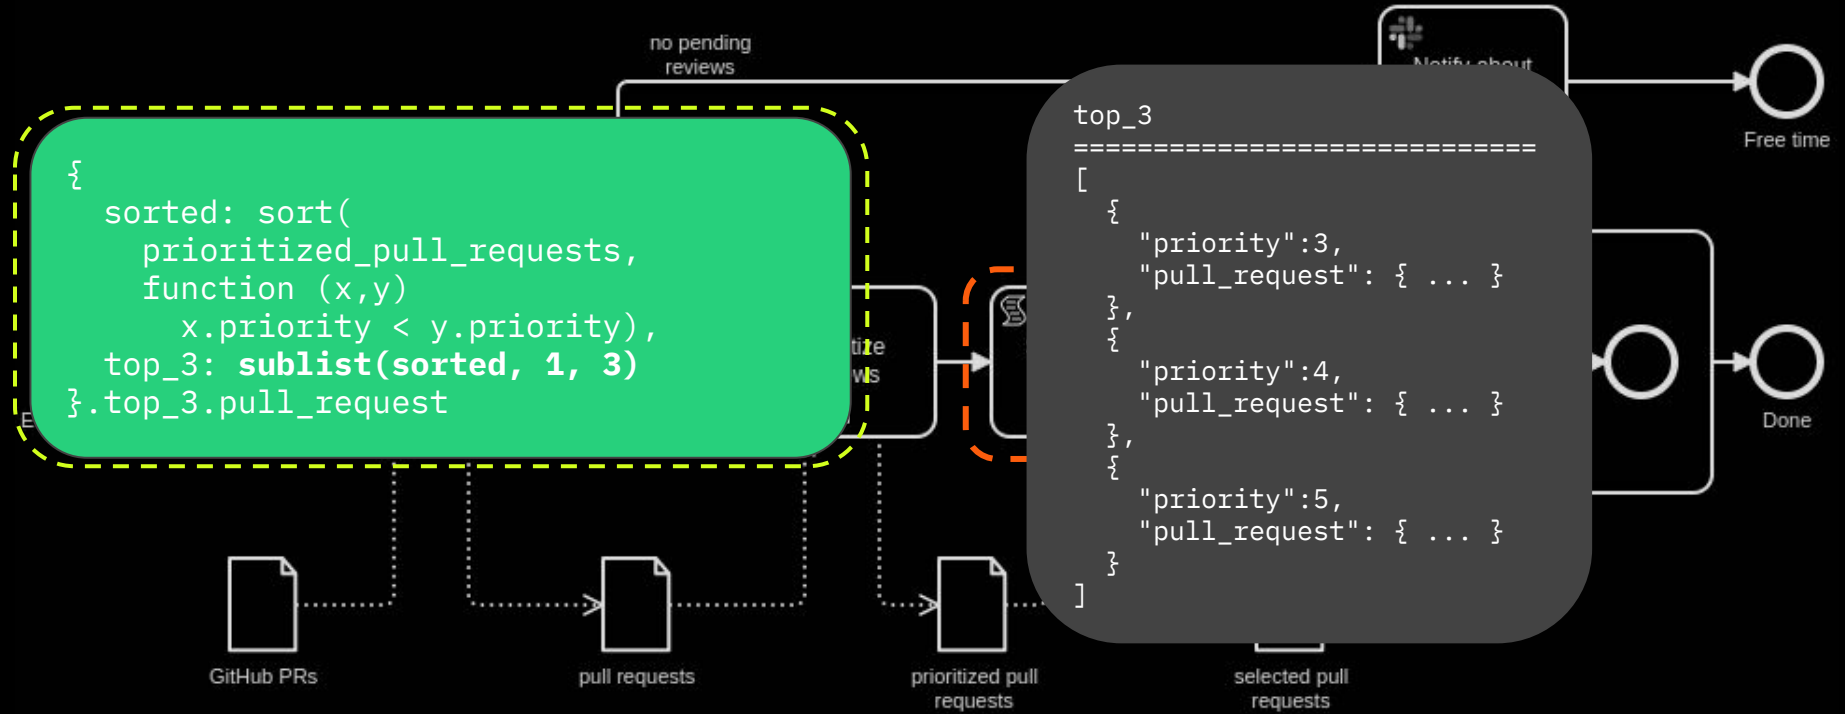 no pending
reviews
Notify about
Free time
{
  sorted: sort(
    prioritized_pull_requests,
    function (x,y)
      x.priority < y.priority),
  top_3: sublist(sorted, 1, 3)
}.top_3.pull_request
top_3
=============================
[
  {
    "priority":3,
    "pull_request": { ... }
  },
  {
    "priority":4,
    "pull_request": { ... }
  },
  {
    "priority":5,
    "pull_request": { ... }
  }
]
Done
GitHub PRs
pull requests
prioritized pull
requests
selected pull
requests